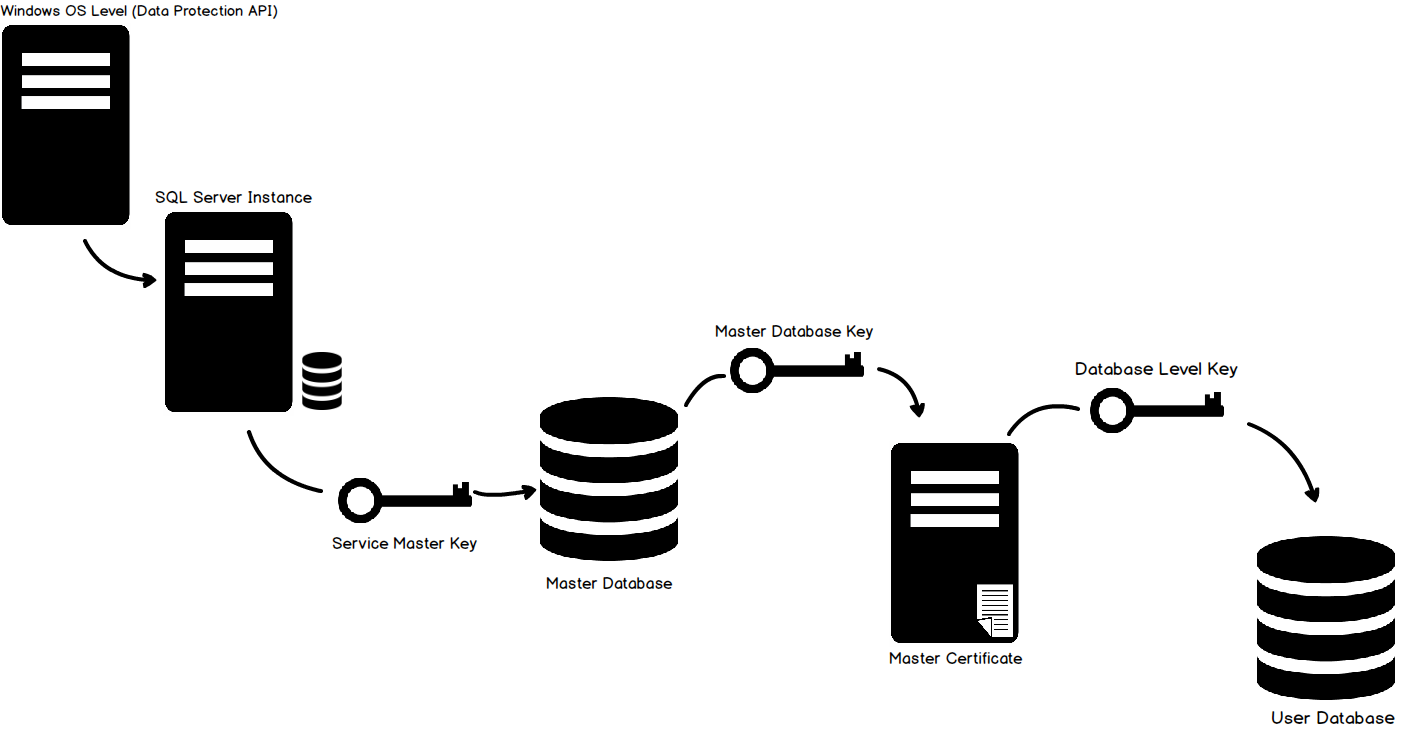 Windows OS Level (Data Protection API)
SQL Server Instance
Service Master Key
Master Database
Master Database Key
Master Certificate
Database Level Key
User Database